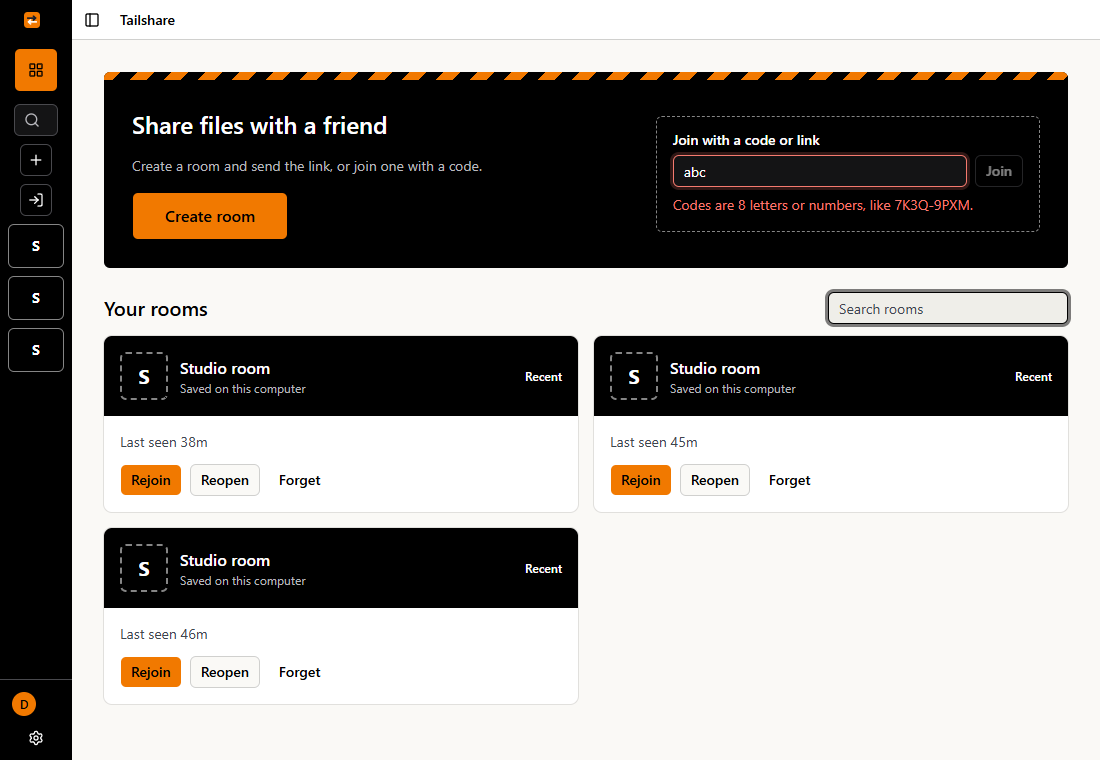 Tailshare
Share files with a friend
Create a room and send the link, or join one with a code.
Create room
Join with a code or link
abc
Join
Codes are 8 letters or numbers, like 7K3Q-9PXM.
S
S
S
Your rooms
Search rooms
S
Studio room
Saved on this computer
Recent
Last seen 38m
Rejoin
Reopen
Forget
S
Studio room
Saved on this computer
Recent
Last seen 45m
Rejoin
Reopen
Forget
S
Studio room
Saved on this computer
Recent
Last seen 46m
Rejoin
Reopen
Forget
D